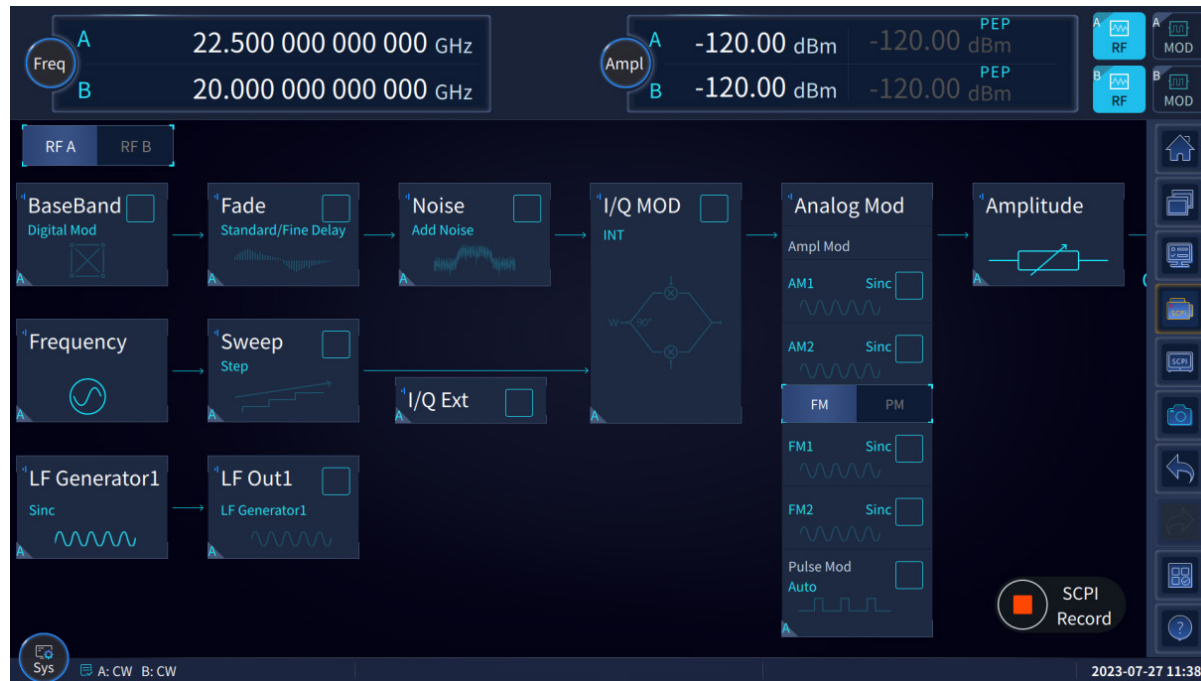 Freq
A 22.500 000 000 000 GHz
B 20.000 000 000 000 GHz
Ampl
A -120.00 dBm -120.00 dBm PEP
B -120.00 dBm -120.00 dBm PEP
A RF
A MOD
B RF
B MOD
RF A RF B
BaseBand
Digital Mod
A
Fade
Standard/Fine Delay
A
Noise
Add Noise
A
I/Q MOD
INT
W 90°
A
Analog Mod
Ampl Mod
AM1 Sinc
AM2 Sinc
FM PM
FM1 Sinc
FM2 Sinc
Pulse Mod
Auto
A
Amplitude
A
Frequency
A
Sweep
Step
A
I/Q Ext
A
LF Generator1
Sinc
A
LF Out1
LF Generator1
A
SCPI
SCPI
?
SCPI
Record
Sys
A: CW B: CW
2023-07-27 11:38